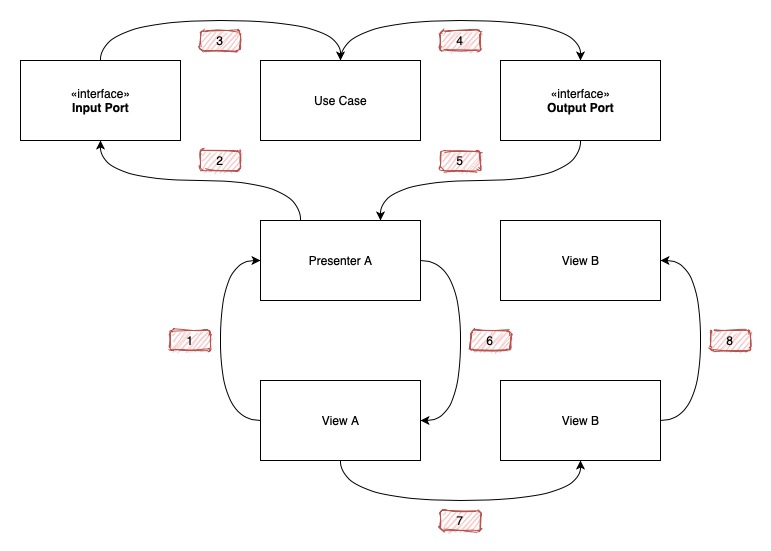 3
4
«interface»
Input Port
Use Case
«interface»
Output Port
2
5
Presenter A
View B
1
6
8
View A
View B
7